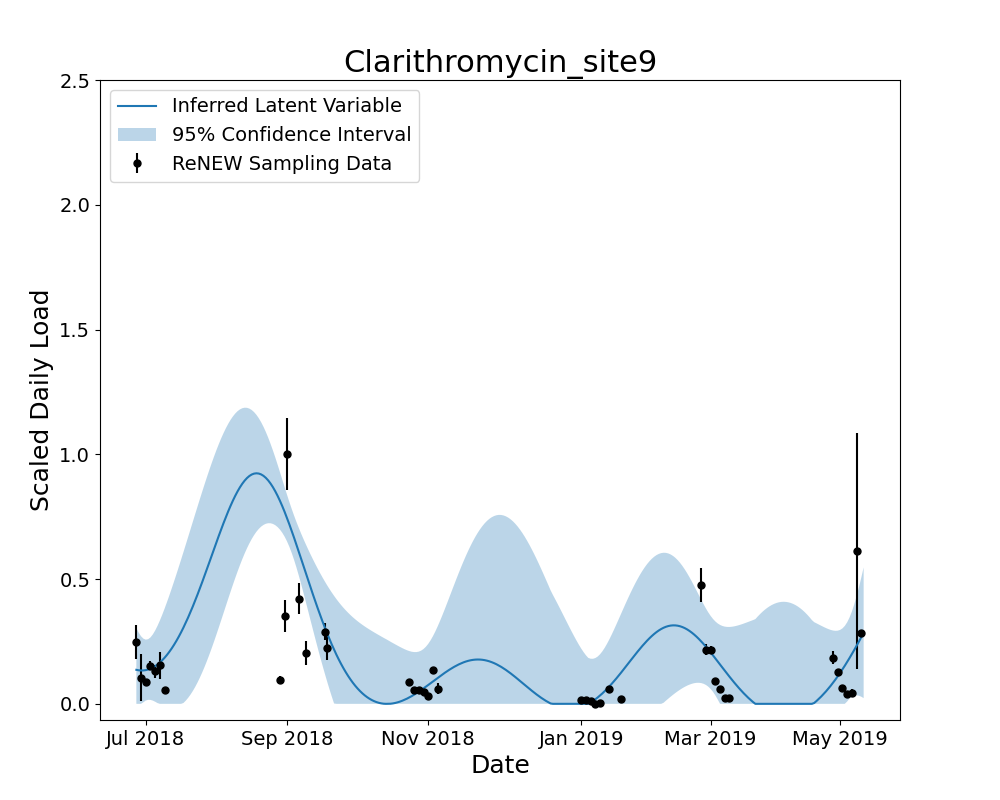 Clarithromycin_site9
Inferred Latent Variable
95% Confidence Interval
ReNEW Sampling Data
Scaled Daily Load
2.5
2.0
1.5
1.0
0.5
0.0
Jul 2018
Sep 2018
Nov 2018
Jan 2019
Mar 2019
May 2019
Date